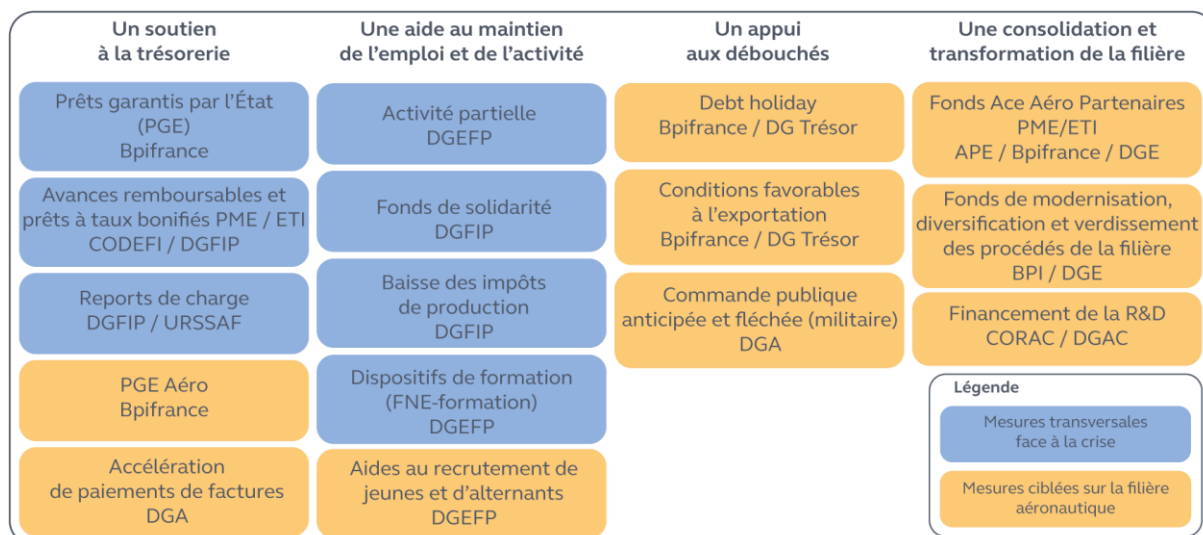 Un soutien
à la trésorerie
Prêts garantis par l’État
(PGE)
Bpifrance
Avances remboursables et
prêts à taux bonifiés PME / ETI
CODEFI / DGFIP
Reports de charge
DGFIP / URSSAF
PGE Aéro
Bpifrance
Accélération
de paiements de factures
DGA
Une aide au maintien
de l’emploi et de l’activité
Activité partielle
DGEFP
Fonds de solidarité
DGFIP
Baisse des impôts
de production
DGFIP
Dispositifs de formation
(FNE-formation)
DGEFP
Aides au recrutement de
jeunes et d’alternants
DGEFP
Un appui
aux débouchés
Debt holiday
Bpifrance / DG Trésor
Conditions favorables
à l’exportation
Bpifrance / DG Trésor
Commande publique
anticipée et fléchée (militaire)
DGA
Une consolidation et
transformation de la filière
Fonds Ace Aéro Partenaires
PME/ETI
APE / Bpifrance / DGE
Fonds de modernisation,
diversification et verdissement
des procédés de la filière
BPI / DGE
Financement de la R&D
CORAC / DGAC
Légende
Mesures transversales
face à la crise
Mesures ciblées sur la filière
aéronautique